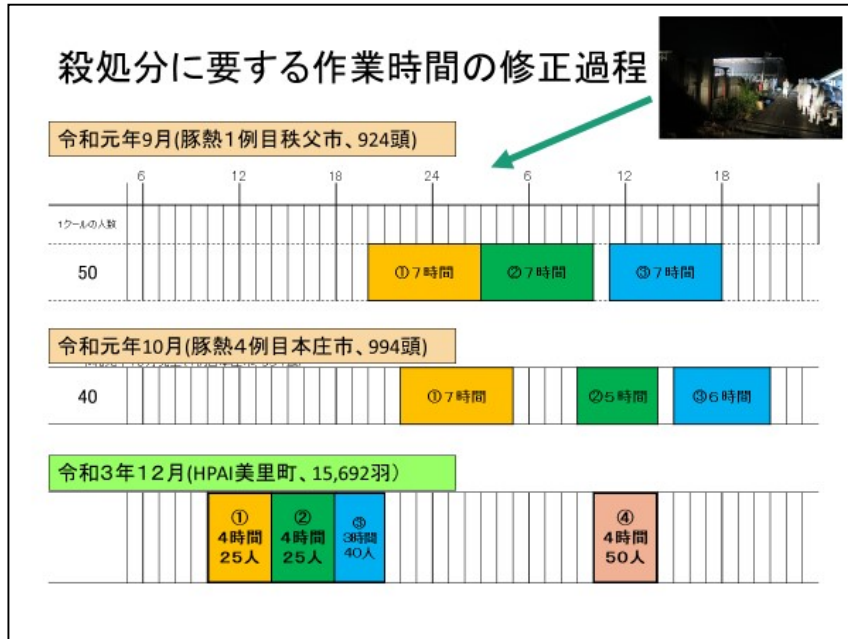 殺処分に要する作業時間の修正過程
令和元年9月(豚熱１例目秩父市、924頭)
6 12 18 24 6 12 18
1クールの人数
50 ①７時間 ②７時間 ③７時間
令和元年10月(豚熱４例目本庄市、994頭)
40 ①７時間 ②５時間 ③６時間
令和３年１２月(HPAI美里町、15,692羽）
① ② ③ ④
4時間 4時間 3時間 4時間
25人 25人 40人 50人